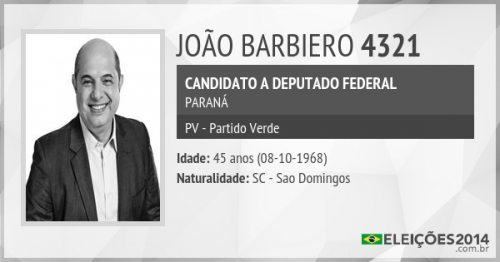 JOÃO BARBIERO 4321
CANDIDATO A DEPUTADO FEDERAL
PARANÁ
PV - Partido Verde
Idade: 45 anos (08-10-1968)
Naturalidade: SC - Sao Domingos
ELEIÇÕES2014
.com.br